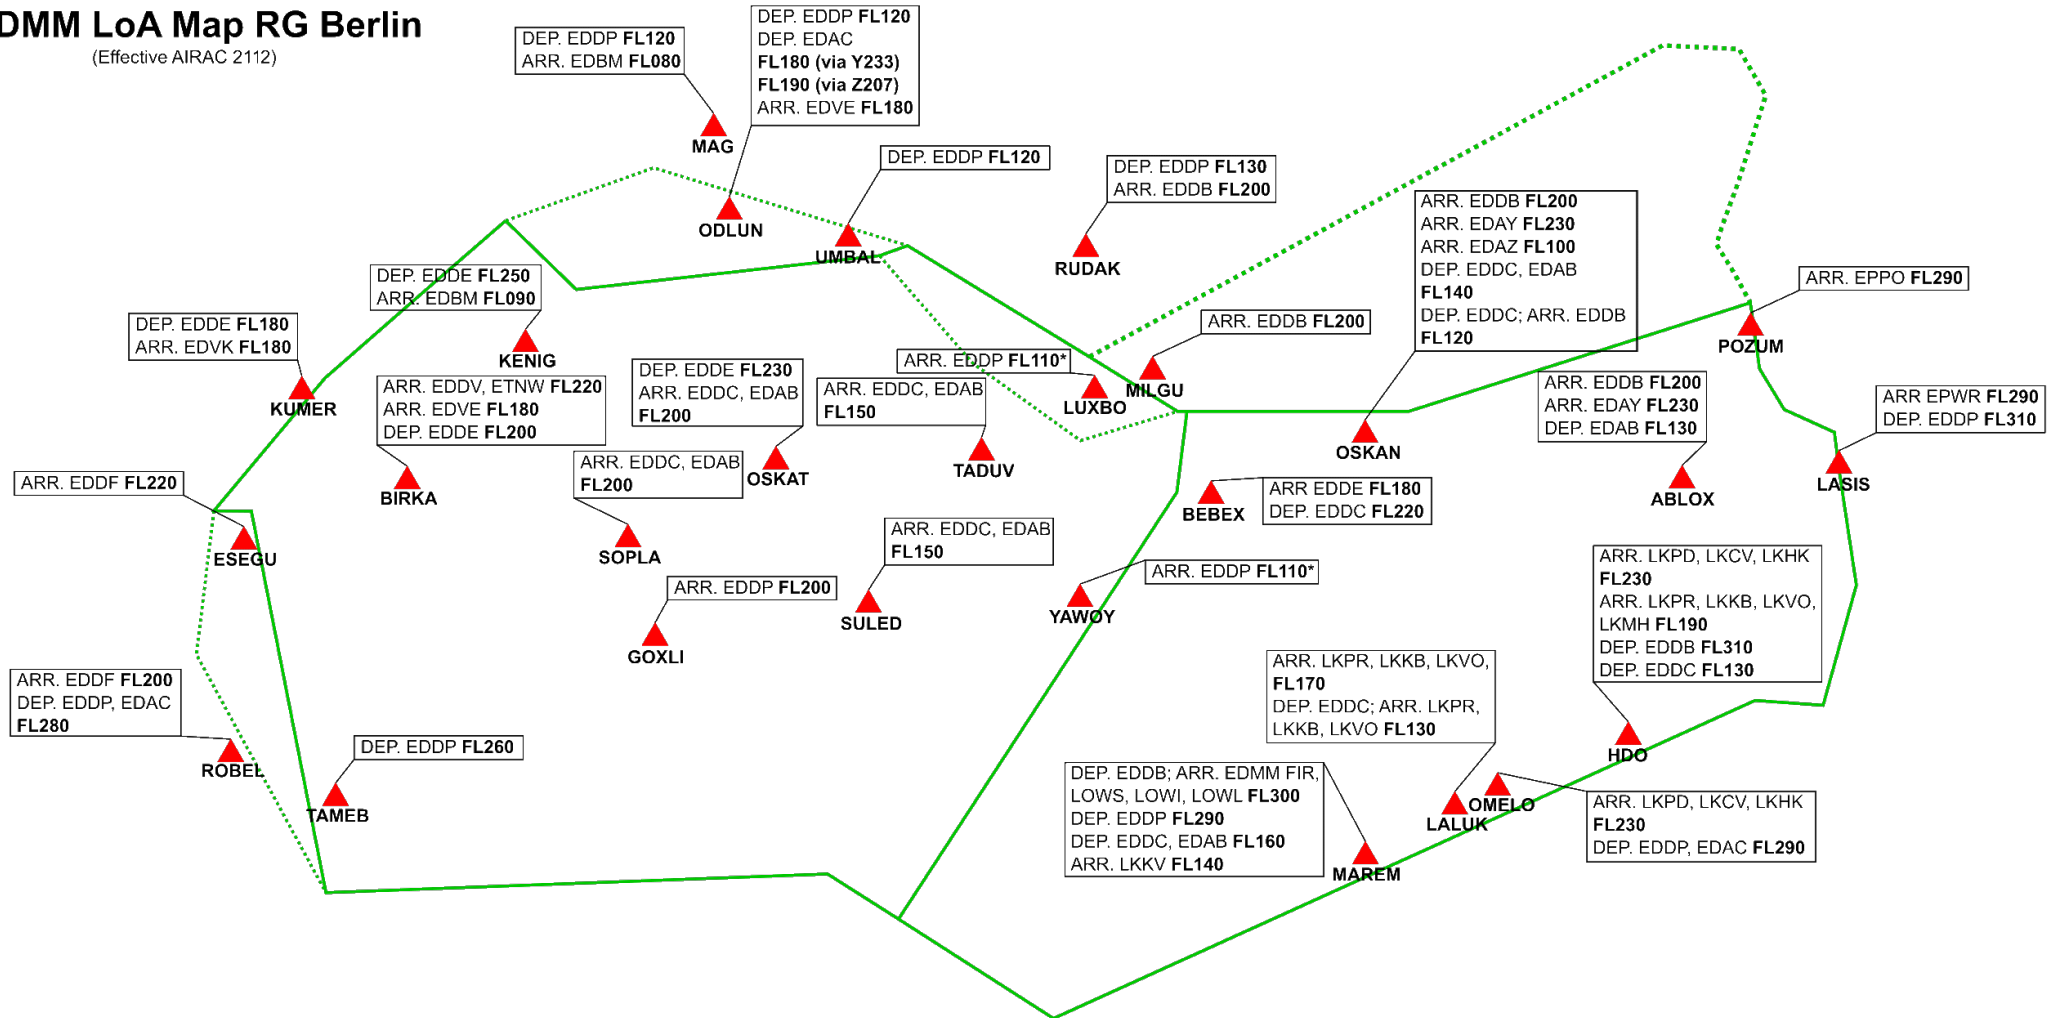 DMM LoA Map RG Berlin
(Effective AIRAC 2112)
DEP. EDDP FL120
ARR. EDBM FL080
MAG
DEP. EDDP FL120
DEP. EDAC
FL180 (via Y233)
FL190 (via Z207)
ARR. EDVE FL180
ODLUN
DEP. EDDP FL120
UMBAL
DEP. EDDP FL130
ARR. EDDB FL200
RUDAK
ARR. EDDB FL200
ARR. EDAY FL230
ARR. EDAZ FL100
DEP. EDDC, EDAB
FL140
DEP. EDDC; ARR. EDDB
FL120
OSKAN
ARR. EPPO FL290
POZUM
DEP. EDDE FL250
ARR. EDBM FL090
KENIG
DEP. EDDE FL180
ARR. EDVK FL180
KUMER
ARR. EDDB FL200
MILGU
ARR. EDDP FL110*
LUXBO
DEP. EDDE FL230
ARR. EDDC, EDAB
FL200
OSKAT
ARR. EDDC, EDAB
FL150
TADUV
ARR. EDDV, ETNW FL220
ARR. EDVE FL180
DEP. EDDE FL200
BIRKA
ARR. EDDB FL200
ARR. EDAY FL230
DEP. EDAB FL130
ABLOX
ARR EPWR FL290
DEP. EDDP FL310
LASIS
ARR. EDDF FL220
ESEGU
ARR. EDDC, EDAB
FL200
SOPLA
ARR EDDE FL180
DEP. EDDC FL220
BEBEX
ARR. EDDC, EDAB
FL150
SULED
ARR. EDDP FL200
GOXLI
ARR. EDDP FL110*
YAWOY
ARR. LKPD, LKCV, LKHK
FL230
ARR. LKPR, LKKB, LKVO,
LKMH FL190
DEP. EDDB FL310
DEP. EDDC FL130
HDO
ARR. EDDF FL200
DEP. EDDP, EDAC
FL280
ROBEL
DEP. EDDP FL260
TAMEB
ARR. LKPR, LKKB, LKVO,
FL170
DEP. EDDC; ARR. LKPR,
LKKB, LKVO FL130
LALUK
DEP. EDDB; ARR. EDMM FIR,
LOWS, LOWI, LOWL FL300
DEP. EDDP FL290
DEP. EDDC, EDAB FL160
ARR. LKKV FL140
MAREM
OMELO
ARR. LKPD, LKCV, LKHK
FL230
DEP. EDDP, EDAC FL290